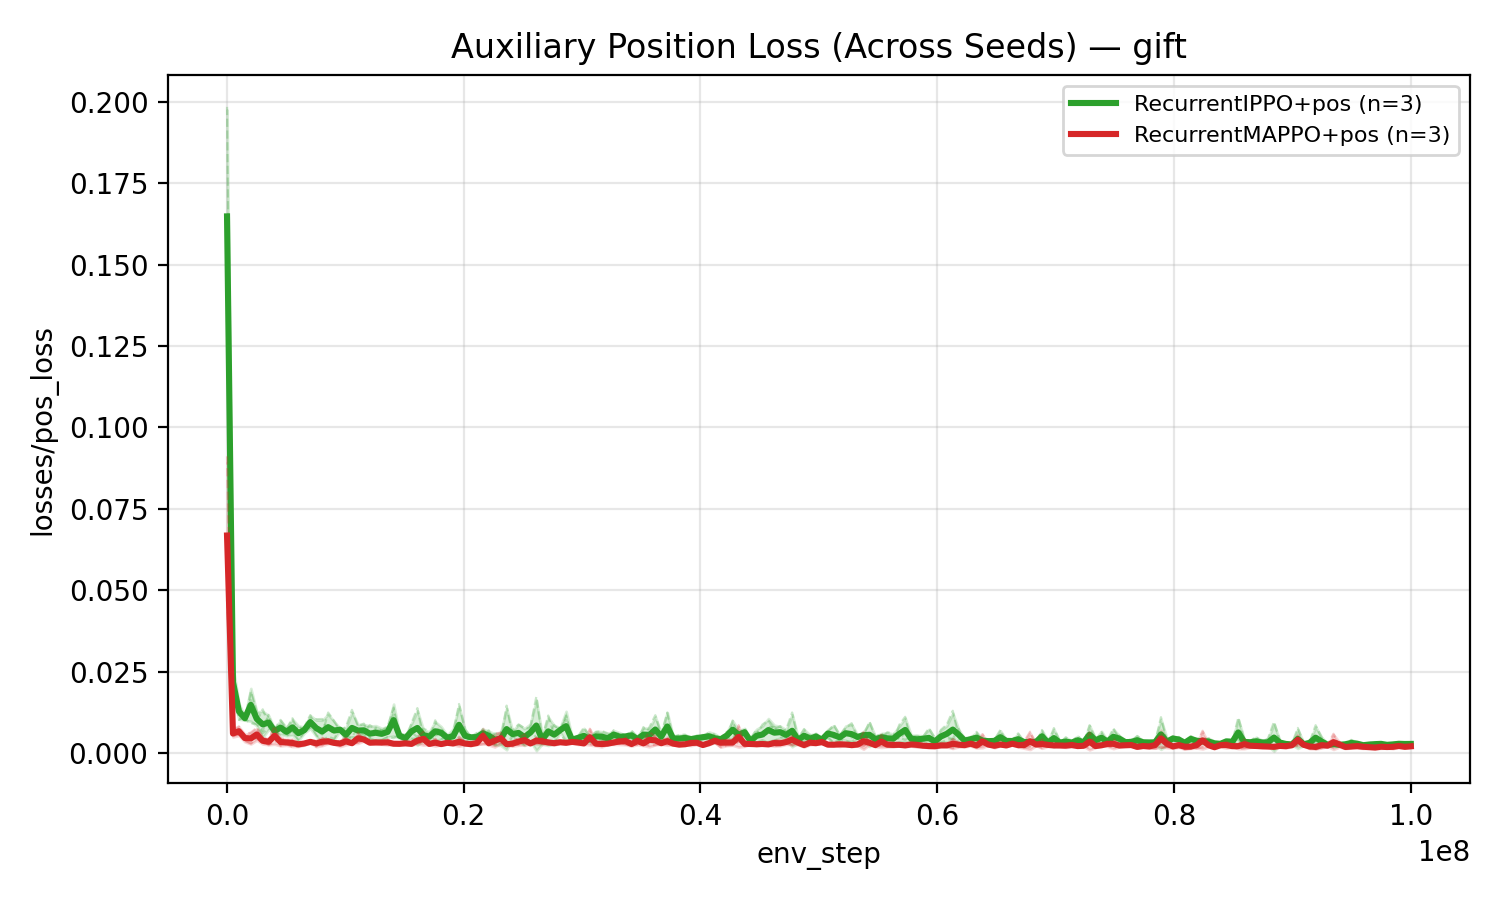 Auxiliary Position Loss (Across Seeds) — gift
RecurrentIPPO+pos (n=3)
RecurrentMAPPO+pos (n=3)
losses/pos_loss
0.200
0.175
0.150
0.125
0.100
0.075
0.050
0.025
0.000
0.0 0.2 0.4 0.6 0.8 1.0
1e8
env_step